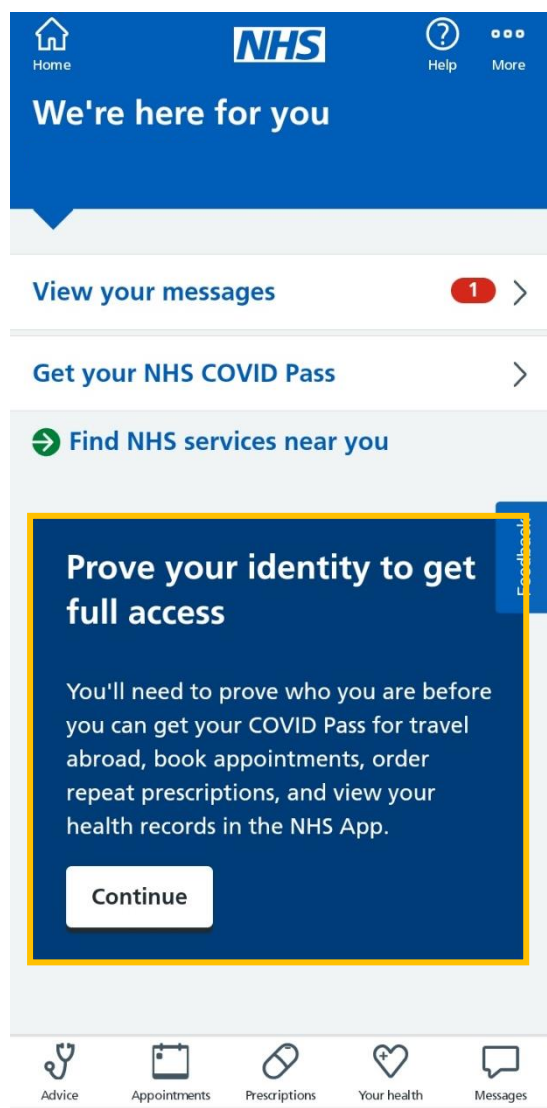 NHS
Home
Help
More
We're here for you
View your messages
1
Get your NHS COVID Pass
Find NHS services near you
Feedback
Prove your identity to get
full access
You'll need to prove who you are before
you can get your COVID Pass for travel
abroad, book appointments, order
repeat prescriptions, and view your
health records in the NHS App.
Continue
Advice
Appointments
Prescriptions
Your health
Messages